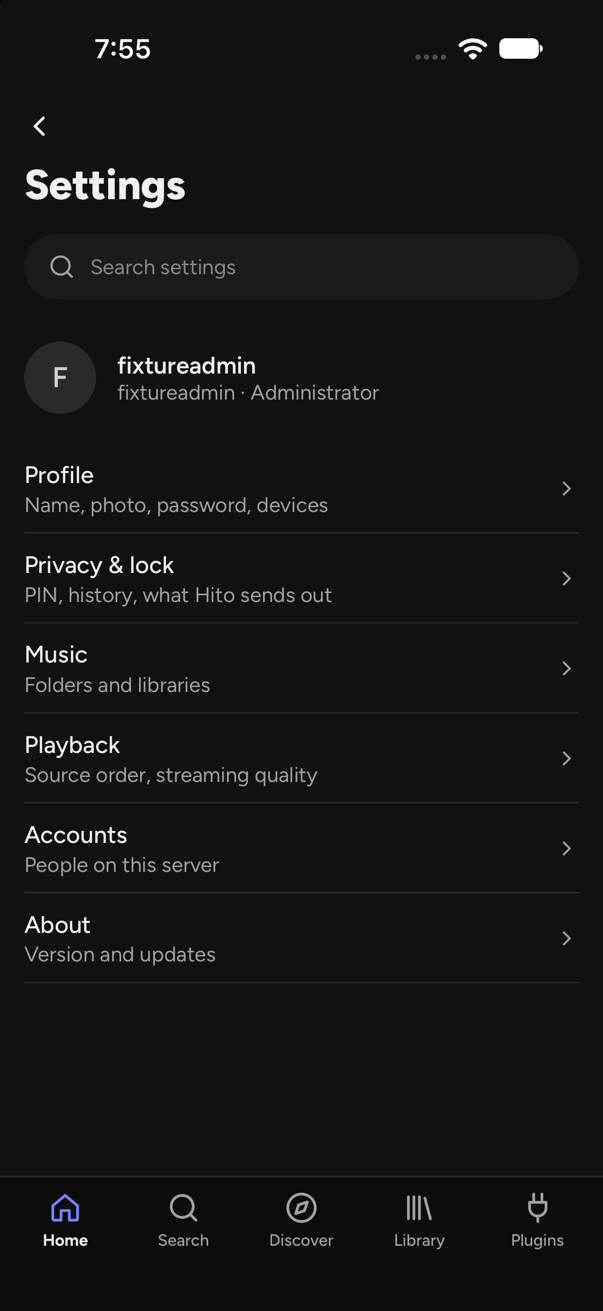 7:55
Settings
Search settings
F
fixtureadmin
fixtureadmin · Administrator
Profile
Name, photo, password, devices
Privacy & lock
PIN, history, what Hito sends out
Music
Folders and libraries
Playback
Source order, streaming quality
Accounts
People on this server
About
Version and updates
Home
Search
Discover
Library
Plugins